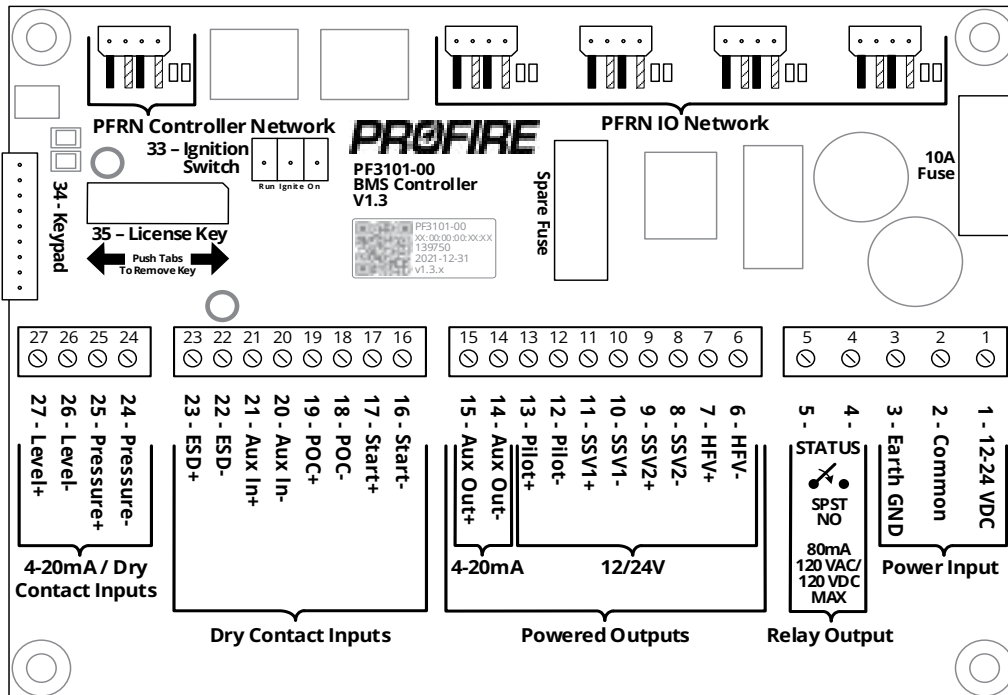 PFRN Controller Network
PFRN IO Network
33 – Ignition
Switch
Run Ignite On
PROFIRE
PF3101-00
BMS Controller
V1.3
PF3101-00
XX:00:00:00:XX:XX
139750
2021-12-31
v1.3.x
Spare Fuse
10A
Fuse
34 - Keypad
35 – License Key
Push Tabs
To Remove Key
27 26 25 24
23 22 21 20 19 18 17 16
15 14 13 12 11 10 9 8 7 6
5 4 3 2 1
27 - Level+
26 - Level-
25 - Pressure+
24 - Pressure-
23 - ESD+
22 - ESD-
21 - Aux In+
20 - Aux In-
19 - POC+
18 - POC-
17 - Start+
16 - Start-
15 - Aux Out+
14 - Aux Out-
13 - Pilot+
12 - Pilot-
11 - SSV1+
10 - SSV1-
9 - SSV2+
8 - SSV2-
7 - HFV+
6 - HFV-
5 -
4 -
STATUS
SPST
NO
80mA
120 VAC/
120 VDC
MAX
3 - Earth GND
2 - Common
1 - 12-24 VDC
4-20mA / Dry
Contact Inputs
4-20mA
12/24V
Power Input
Dry Contact Inputs
Powered Outputs
Relay Output